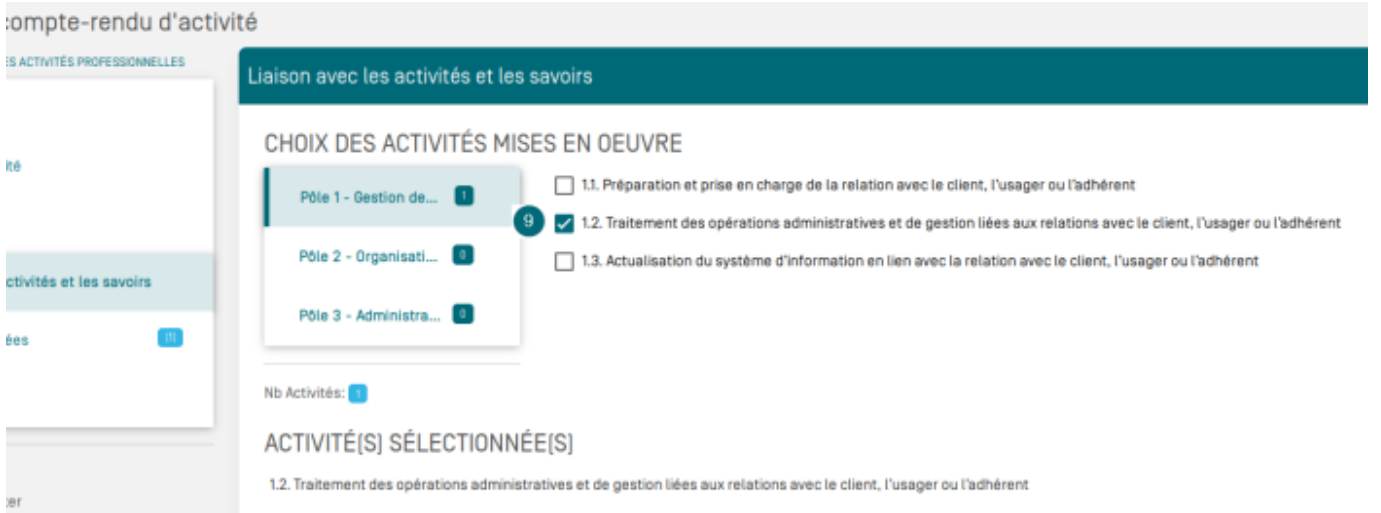 compte-rendu d'activité
ES ACTIVITÉS PROFESSIONNELLES
Liaison avec les activités et les savoirs
CHOIX DES ACTIVITÉS MISES EN OEUVRE
ité
Pôle 1 - Gestion de... 1
1.1. Préparation et prise en charge de la relation avec le client, l'usager ou l'adhérent
9 1.2. Traitement des opérations administratives et de gestion liées aux relations avec le client, l'usager ou l'adhérent
Pôle 2 - Organisati... 0
1.3. Actualisation du système d'information en lien avec la relation avec le client, l'usager ou l'adhérent
ctivités et les savoirs
Pôle 3 - Administra... 0
ées (1)
Nb Activités: 1
ACTIVITÉ(S) SÉLECTIONNÉE(S)
1.2. Traitement des opérations administratives et de gestion liées aux relations avec le client, l'usager ou l'adhérent
ter